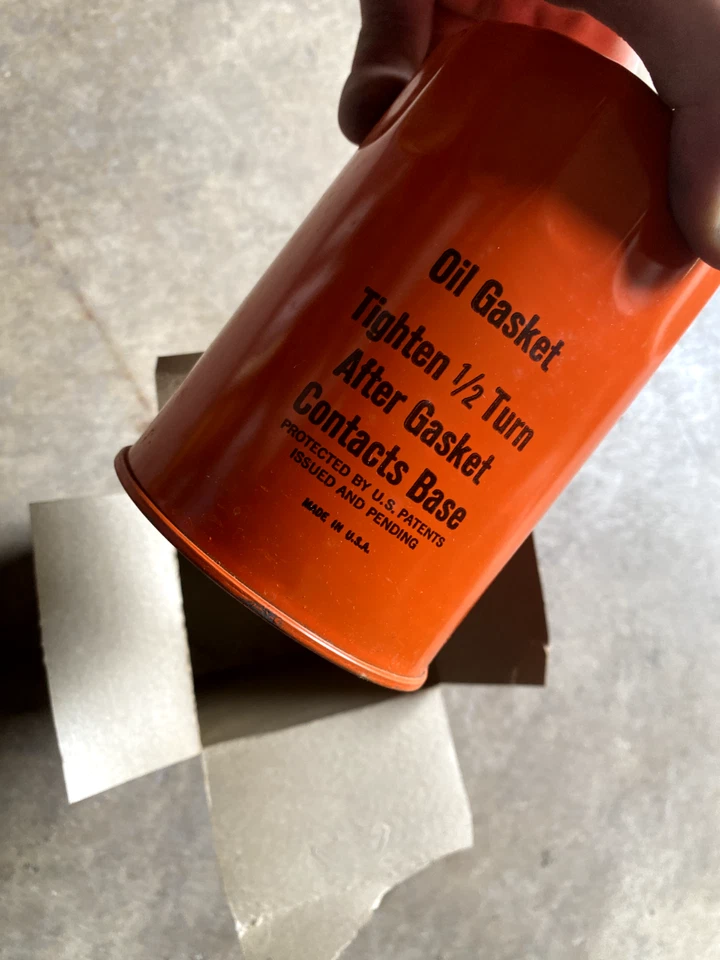 Oil Gasket
Tighten ½ Turn
After Gasket
Contacts Base
PROTECTED BY U.S. PATENTS
ISSUED AND PENDING
MADE IN U.S.A.